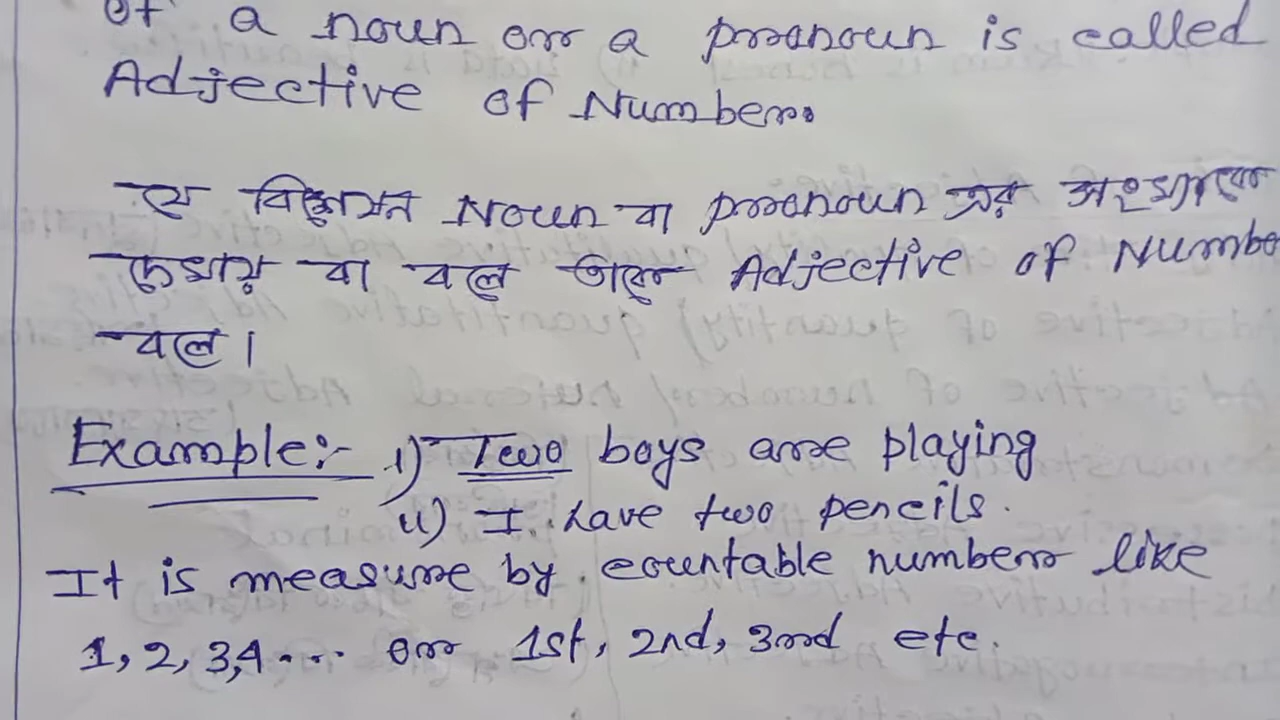 of a noun or a pronoun is called
Adjective of Number.
যে বিশেষণ Noun বা pronoun এর সংখ্যাকে
দেখায় বা বলে তাকে Adjective of Numbe
বলে।
Example:- i) Two boys are playing
ii) I have two pencils.
It is measure by countable number like
1, 2, 3, 4 .... or 1st, 2nd, 3rd etc.